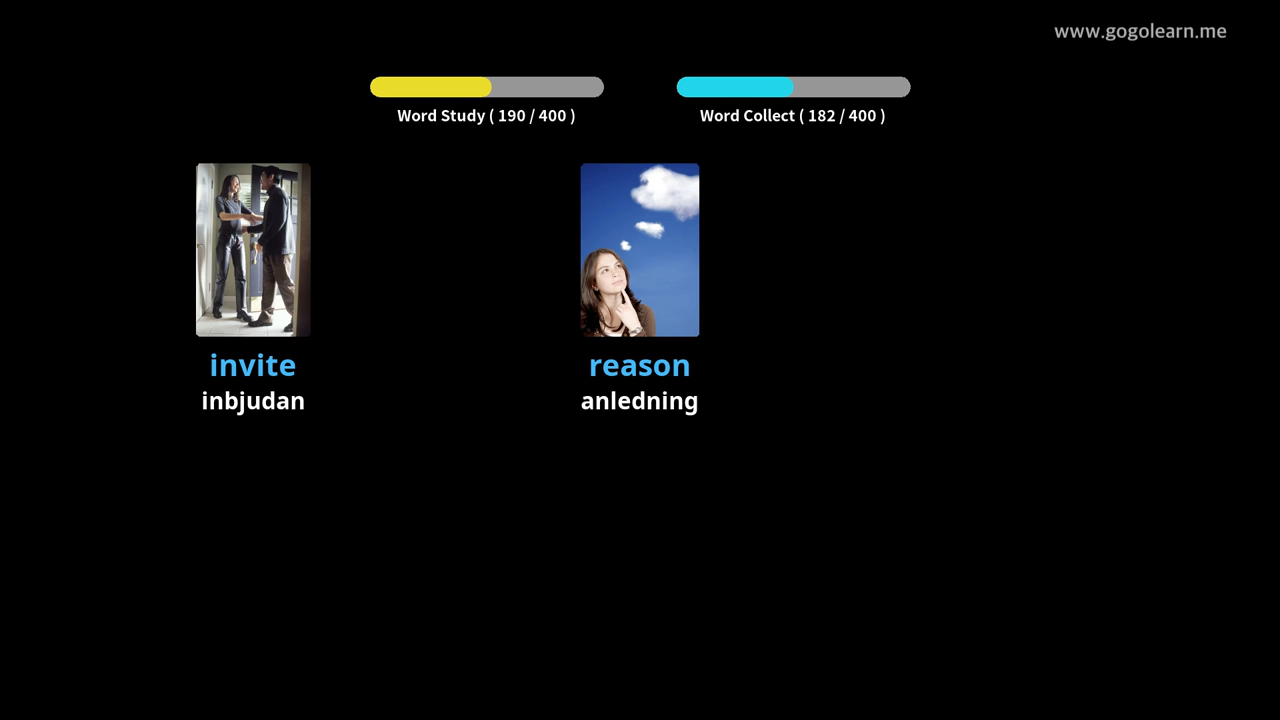 www.gogolearn.me
Word Study ( 190 / 400 )
Word Collect ( 182 / 400 )
invite
inbjudan
reason
anledning